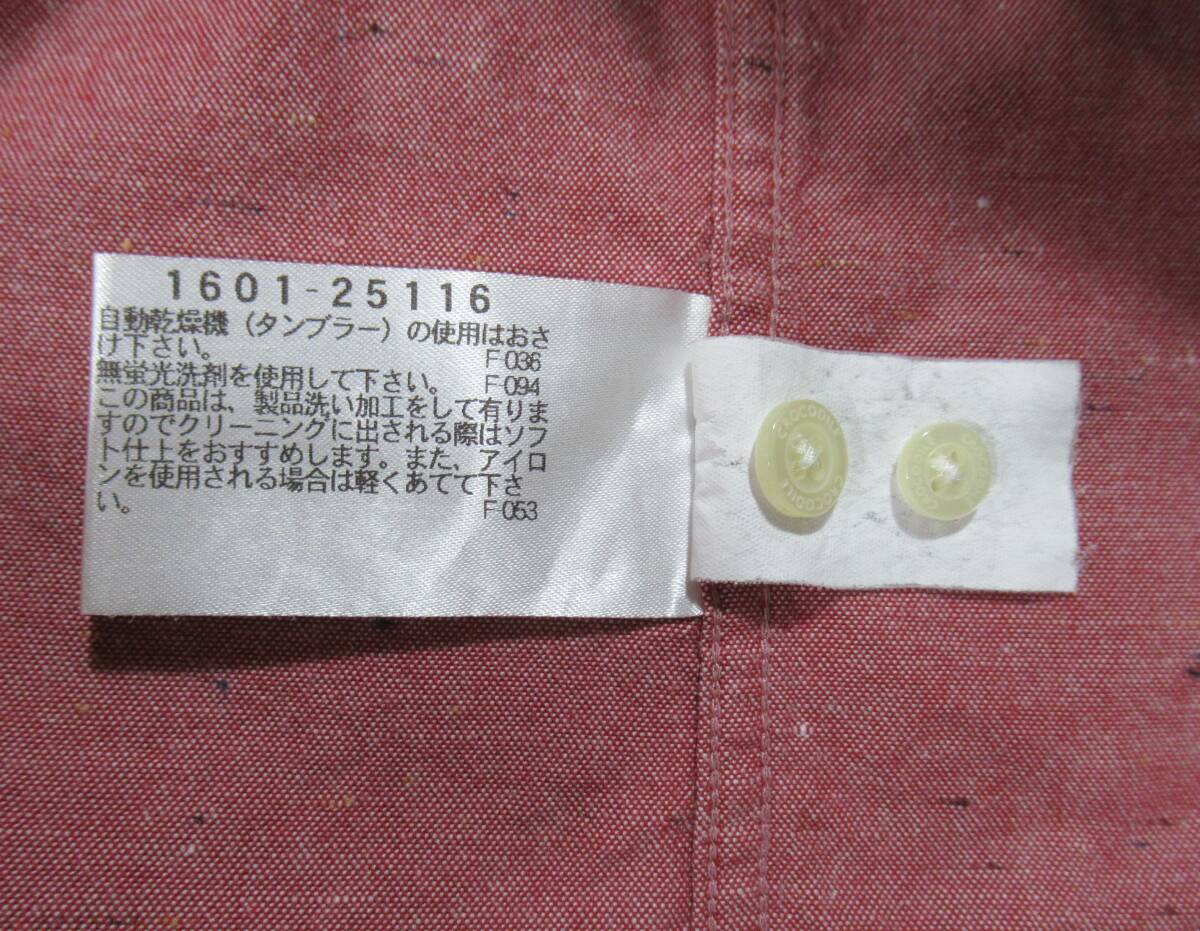 1601-25116
自動乾燥機（タンブラー）の使用はおさ
け下さい。 F036
無蛍光洗剤を使用して下さい。 F094
この商品は、製品洗い加工をして有りま
すのでクリーニングに出される際はソフ
ト仕上をおすすめします。また、アイロ
ンを使用される場合は軽くあてて下さ
い。 F053
CROCODILE
CROCODILE